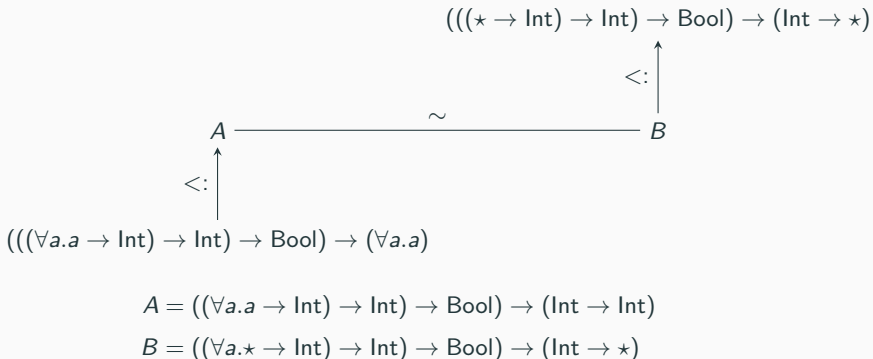 (((⋆ → Int) → Int) → Bool) → (Int → ⋆)
<:
A ∼ B
<:
(((∀a.a → Int) → Int) → Bool) → (∀a.a)
A = ((∀a.a → Int) → Int) → Bool) → (Int → Int)
B = ((∀a.⋆ → Int) → Int) → Bool) → (Int → ⋆)